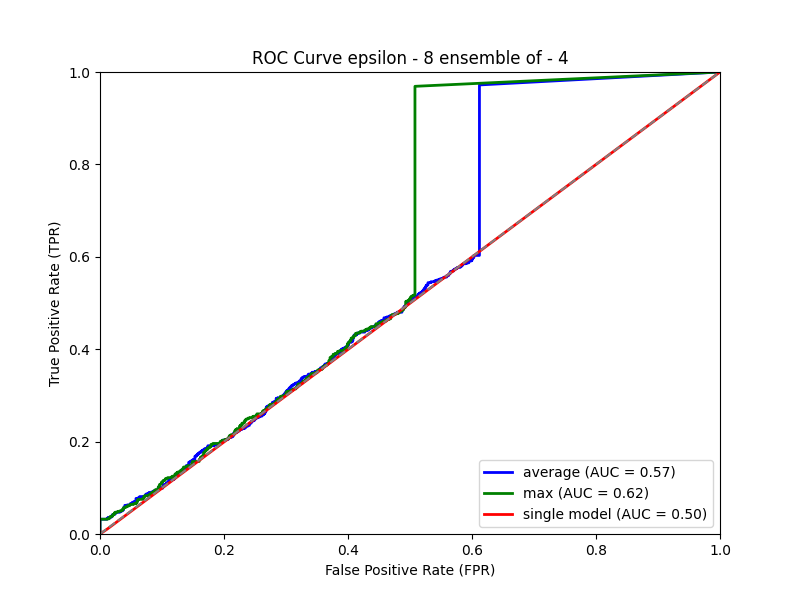 ROC Curve epsilon - 8 ensemble of - 4
True Positive Rate (TPR)
1.0
0.8
0.6
0.4
0.2
0.0
0.0 0.2 0.4 0.6 0.8 1.0
False Positive Rate (FPR)
average (AUC = 0.57)
max (AUC = 0.62)
single model (AUC = 0.50)